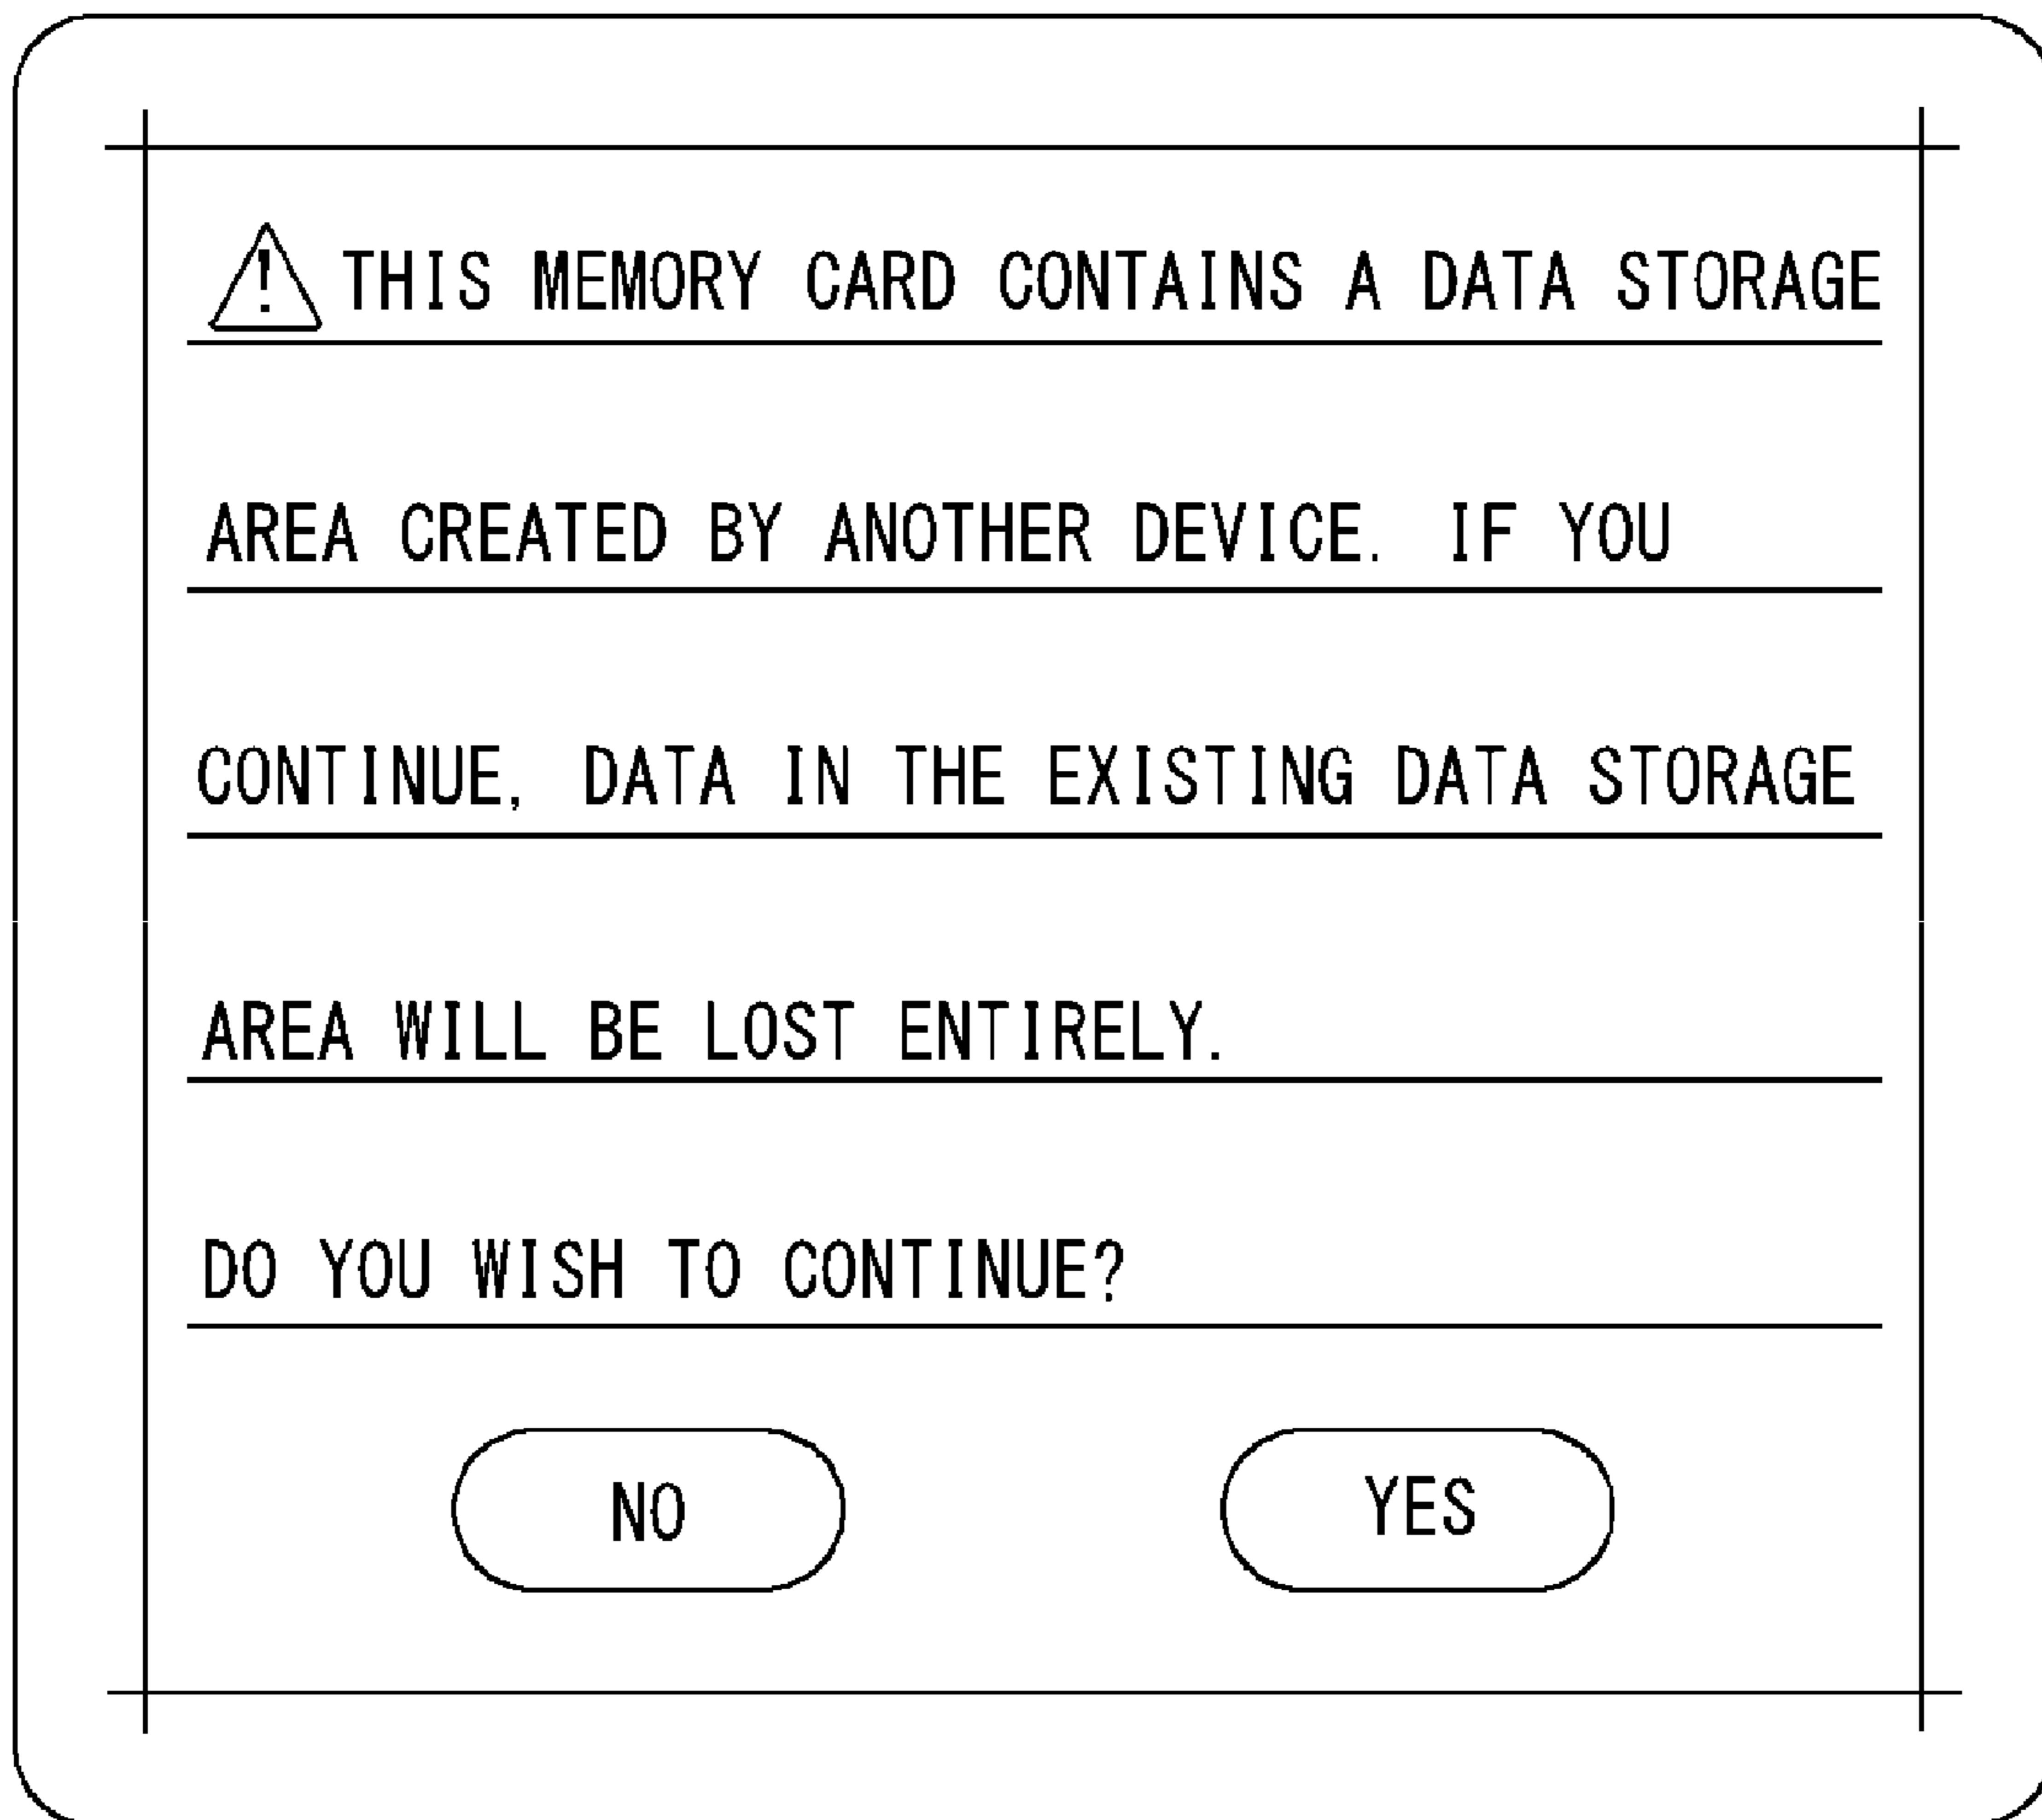 ! THIS MEMORY CARD CONTAINS A DATA STORAGE
AREA CREATED BY ANOTHER DEVICE. IF YOU
CONTINUE, DATA IN THE EXISTING DATA STORAGE
AREA WILL BE LOST ENTIRELY.
DO YOU WISH TO CONTINUE?
NO YES